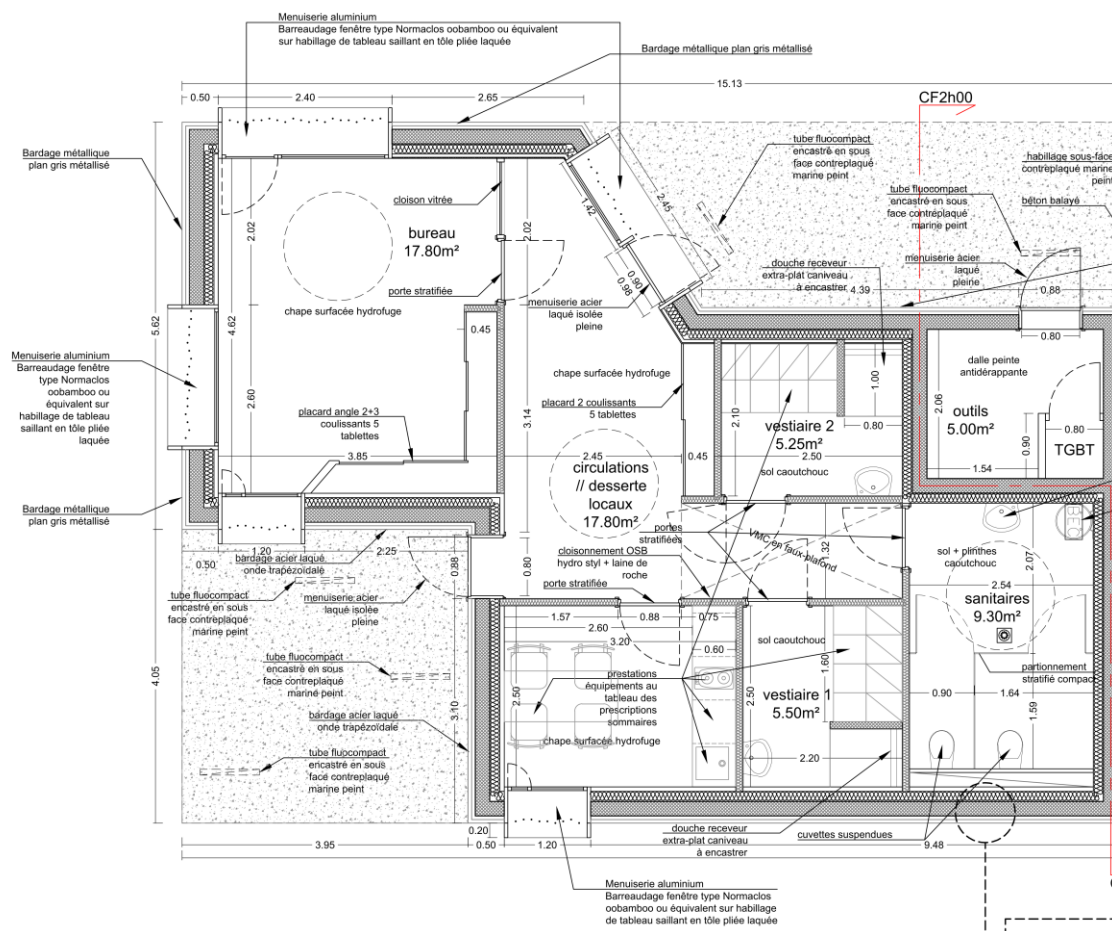 Menuiserie aluminium
Barreaudage fenêtre type Normaclos oobamboo ou équivalent
sur habillage de tableau saillant en tôle pliée laquée
Bardage métallique plan gris métallisé
15.13
0.50
2.40
2.65
CF2h00
Bardage métallique
plan gris métallisé
tube fluocompact
encastré en sous
face contreplaqué
marine peint
habillage sous-face
contreplaqué marine
peint
tube fluocompact
encastré en sous
face contreplaqué
marine peint
béton balayé
cloison vitrée
1.42
2.45
bureau
17.80m²
2.02
2.02
douche receveur
extra-plat caniveau
à encastrer
menuiserie acier
laqué
pleine
porte stratifiée
0.90
0.98
4.39
0.88
menuiserie acier
laqué isolée
pleine
chape surfacée hydrofuge
0.45
0.80
5.62
4.62
Menuiserie aluminium
Barreaudage fenêtre
type Normaclos
oobamboo ou
équivalent sur
habillage de tableau
saillant en tôle pliée
laquée
dalle peinte
antidérappante
chape surfacée hydrofuge
1.00
2.60
3.14
placard 2 coulissants
5 tablettes
2.06
outils
5.00m²
placard angle 2+3
coulissants 5
tablettes
2.10
0.80
vestiaire 2
5.25m²
0.90
0.80
TGBT
3.85
2.45
0.45
2.50
1.54
circulations
// desserte
locaux
17.80m²
sol caoutchouc
Bardage métallique
plan gris métallisé
portes
stratifiées
VMC en faux-plafond
1.32
sol + plinthes
caoutchouc
2.07
1.20
2.25
0.50
bardage acier laqué
onde trapézoïdale
0.88
0.80
cloisonnement OSB
hydro styl + laine de
roche
porte stratifiée
2.54
sanitaires
9.30m²
tube fluocompact
encastré en sous
face contreplaqué
marine peint
menuiserie acier
laqué isolée
pleine
1.57
0.88
0.75
2.60
3.20
0.60
sol caoutchouc
tube fluocompact
encastré en sous
face contreplaqué
marine peint
2.50
prestations
équipements au
tableau des
prescriptions
sommaires
1.60
partionnement
stratifié compact
4.05
3.10
2.50
vestiaire 1
5.50m²
0.90
1.64
1.59
bardage acier laqué
onde trapézoïdale
chape surfacée hydrofuge
tube fluocompact
encastré en sous
face contreplaqué
marine peint
2.20
0.20
3.95
0.50
1.20
douche receveur
extra-plat caniveau
à encastrer
cuvettes suspendues
9.48
Menuiserie aluminium
Barreaudage fenêtre type Normaclos
oobamboo ou équivalent sur habillage
de tableau saillant en tôle pliée laquée